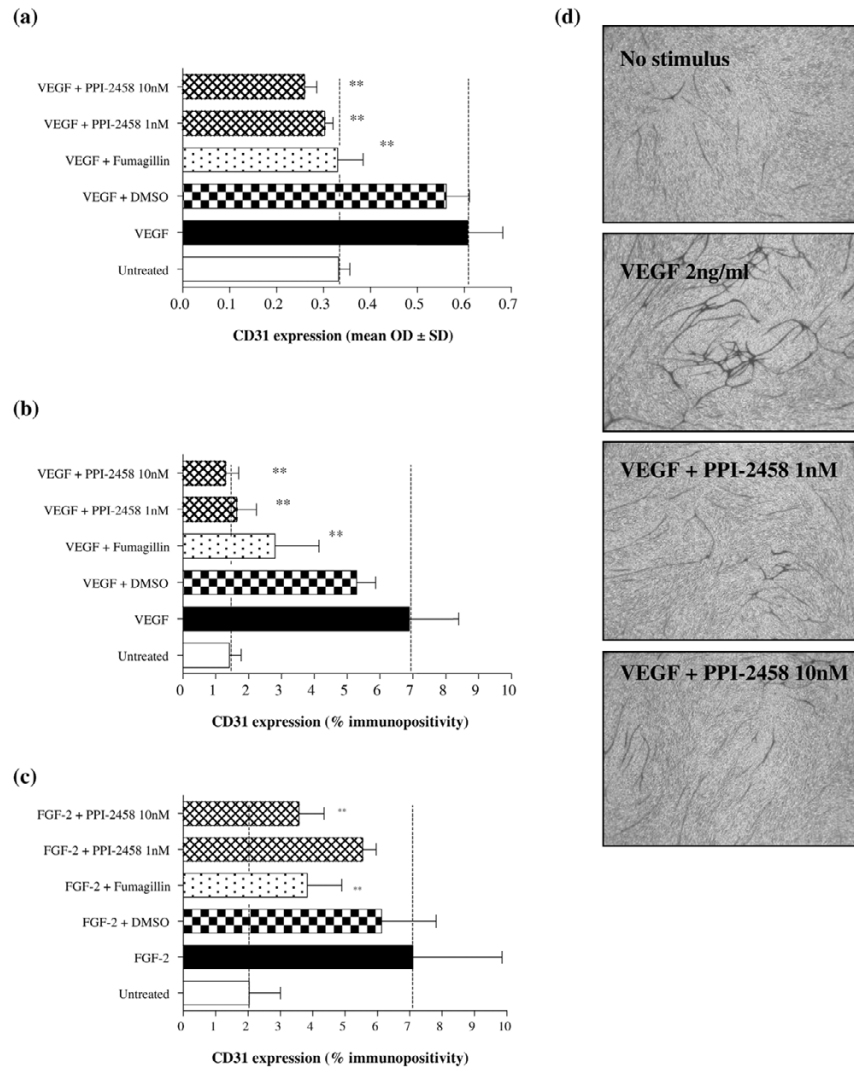 (a)
VEGF + PPI-2458 10nM
**
VEGF + PPI-2458 1nM
**
VEGF + Fumagillin
**
VEGF + DMSO
VEGF
Untreated
0.0 0.1 0.2 0.3 0.4 0.5 0.6 0.7
CD31 expression (mean OD ± SD)
(b)
VEGF + PPI-2458 10nM
**
VEGF + PPI-2458 1nM
**
VEGF + Fumagillin
**
VEGF + DMSO
VEGF
Untreated
0 1 2 3 4 5 6 7 8 9 10
CD31 expression (% immunopositivity)
(c)
FGF-2 + PPI-2458 10nM
**
FGF-2 + PPI-2458 1nM
FGF-2 + Fumagillin
**
FGF-2 + DMSO
FGF-2
Untreated
0 1 2 3 4 5 6 7 8 9 10
CD31 expression (% immunopositivity)
(d)
No stimulus
VEGF 2ng/ml
VEGF + PPI-2458 1nM
VEGF + PPI-2458 10nM